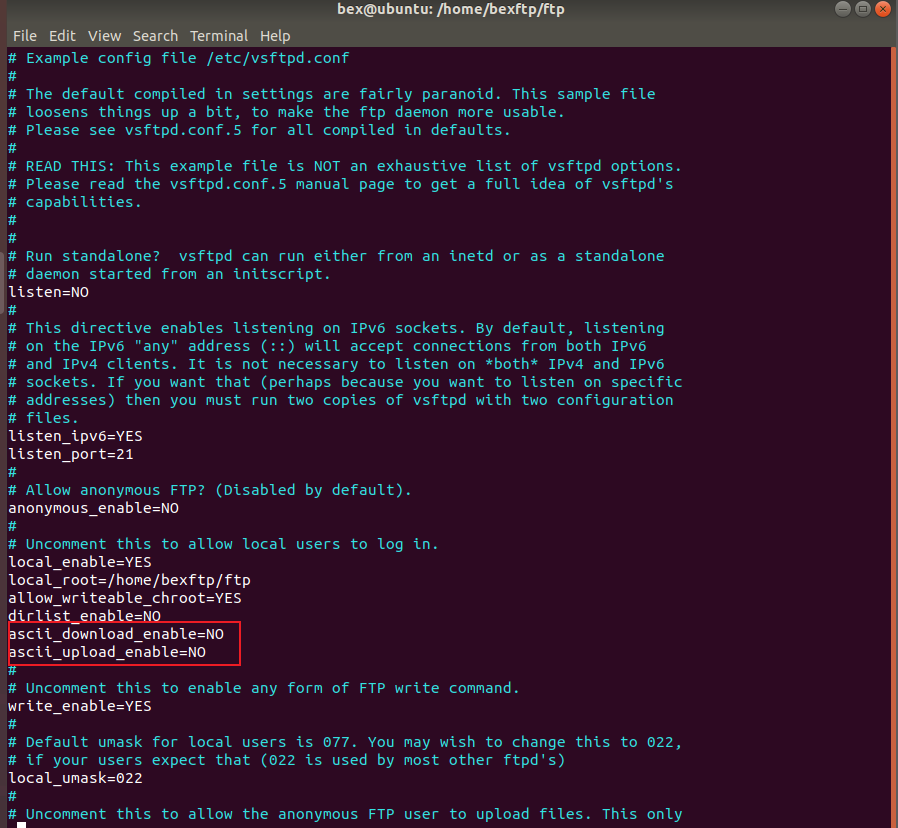 bex@ubuntu: /home/bexftp/ftp
File Edit View Search Terminal Help
# Example config file /etc/vsftpd.conf
#
# The default compiled in settings are fairly paranoid. This sample file
# loosens things up a bit, to make the ftp daemon more usable.
# Please see vsftpd.conf.5 for all compiled in defaults.
#
# READ THIS: This example file is NOT an exhaustive list of vsftpd options.
# Please read the vsftpd.conf.5 manual page to get a full idea of vsftpd's
# capabilities.
#
#
# Run standalone?  vsftpd can run either from an inetd or as a standalone
# daemon started from an initscript.
listen=NO
#
# This directive enables listening on IPv6 sockets. By default, listening
# on the IPv6 "any" address (::) will accept connections from both IPv6
# and IPv4 clients. It is not necessary to listen on *both* IPv4 and IPv6
# sockets. If you want that (perhaps because you want to listen on specific
# addresses) then you must run two copies of vsftpd with two configuration
# files.
listen_ipv6=YES
listen_port=21
#
# Allow anonymous FTP? (Disabled by default).
anonymous_enable=NO
#
# Uncomment this to allow local users to log in.
local_enable=YES
local_root=/home/bexftp/ftp
allow_writeable_chroot=YES
dirlist_enable=NO
ascii_download_enable=NO
ascii_upload_enable=NO
#
# Uncomment this to enable any form of FTP write command.
write_enable=YES
#
# Default umask for local users is 077. You may wish to change this to 022,
# if your users expect that (022 is used by most other ftpd's)
local_umask=022
#
# Uncomment this to allow the anonymous FTP user to upload files. This only